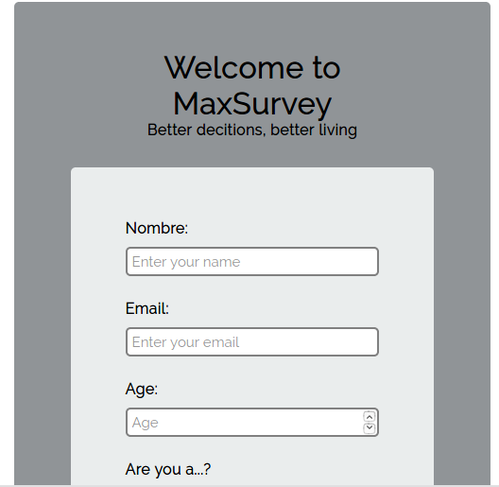 Welcome to
MaxSurvey
Better decitions, better living
Nombre:
Enter your name
Email:
Enter your email
Age:
Age
Are you a...?